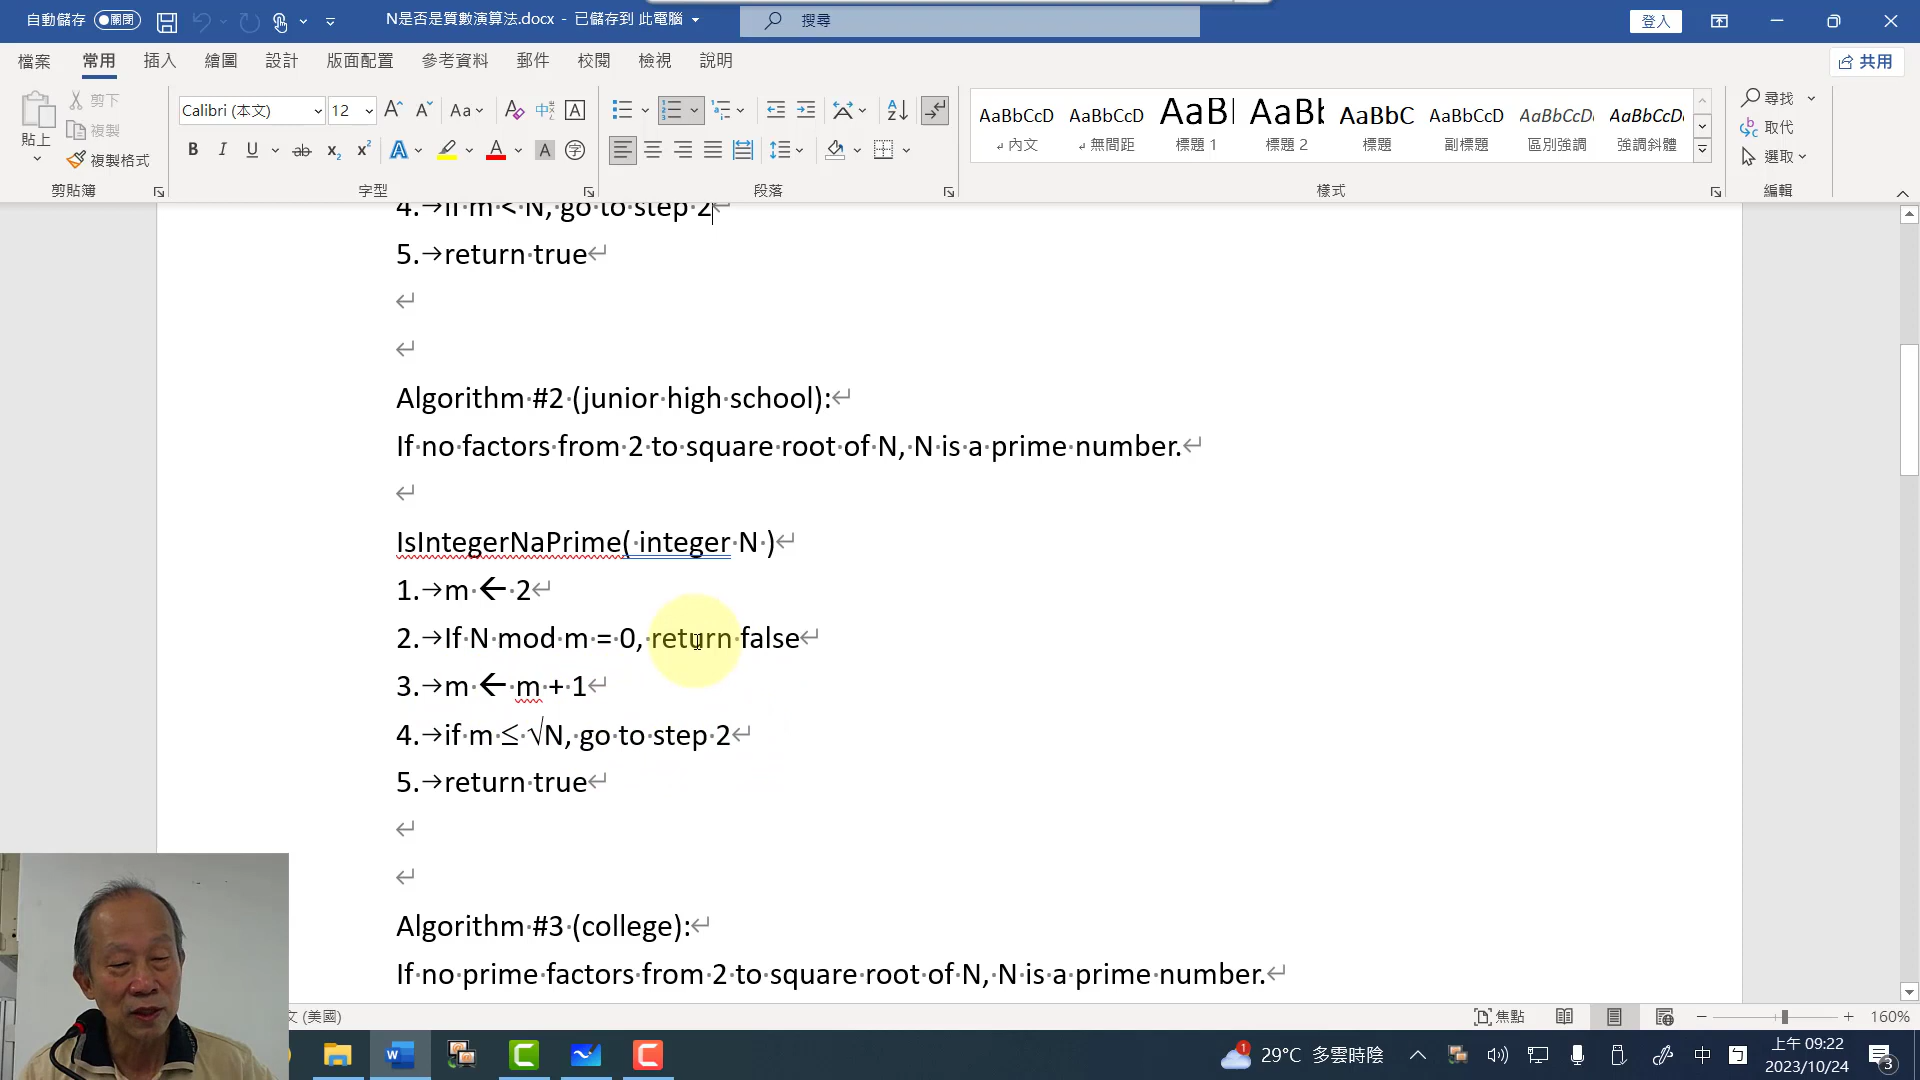 自動儲存 關閉 N是否是質數演算法.docx - 已儲存到 此電腦 搜尋 登入
檔案 常用 插入 繪圖 設計 版面配置 參考資料 郵件 校閱 檢視 說明 共用
貼上 剪下 複製 複製格式
剪貼簿
Calibri (本文) 12
字型
段落
AaBbCcD 內文
AaBbCcD 無間距
AaBl 標題 1
AaBt 標題 2
AaBbC 標題
AaBbCcD 副標題
AaBbCcD 區別強調
AaBbCcD 強調斜體
樣式
尋找
取代
選取
編輯
4. if m < N, go to step 2
5. return true
Algorithm #2 (junior high school):
If no factors from 2 to square root of N, N is a prime number.
IsIntegerNaPrime( integer N )
1. m ← 2
2. If N mod m = 0, return false
3. m ← m + 1
4. if m ≤ √N, go to step 2
5. return true
Algorithm #3 (college):
If no prime factors from 2 to square root of N, N is a prime number.
(美國) 焦點 160%
29°C 多雲時陰 中 上午 09:22
2023/10/24 3